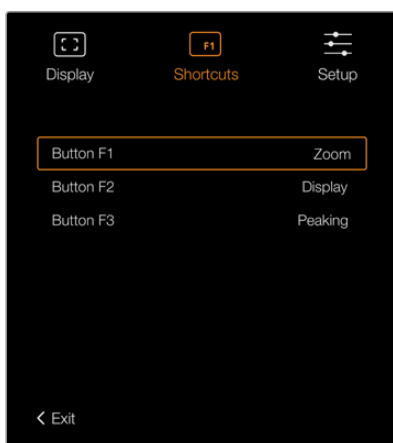 F1
Display Shortcuts Setup
Button F1 Zoom
Button F2 Display
Button F3 Peaking
< Exit